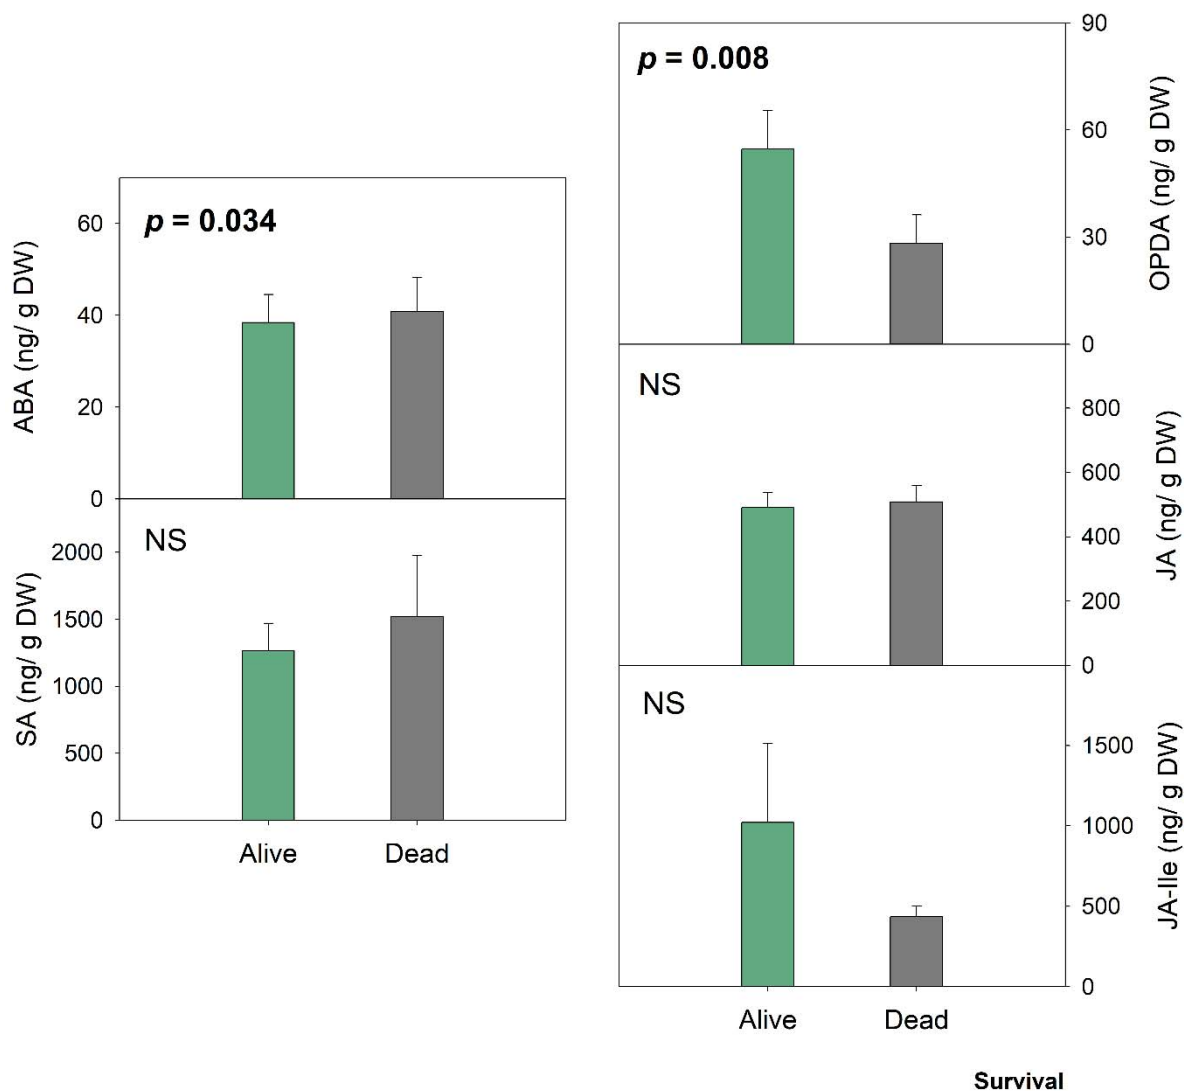 p = 0.034
60
40
20
0
ABA (ng/ g DW)
NS
2000
1500
1000
500
0
SA (ng/ g DW)
Alive
Dead
p = 0.008
90
60
30
0
OPDA (ng/ g DW)
NS
800
600
400
200
0
JA (ng/ g DW)
NS
1500
1000
500
0
JA-Ile (ng/ g DW)
Alive
Dead
Survival